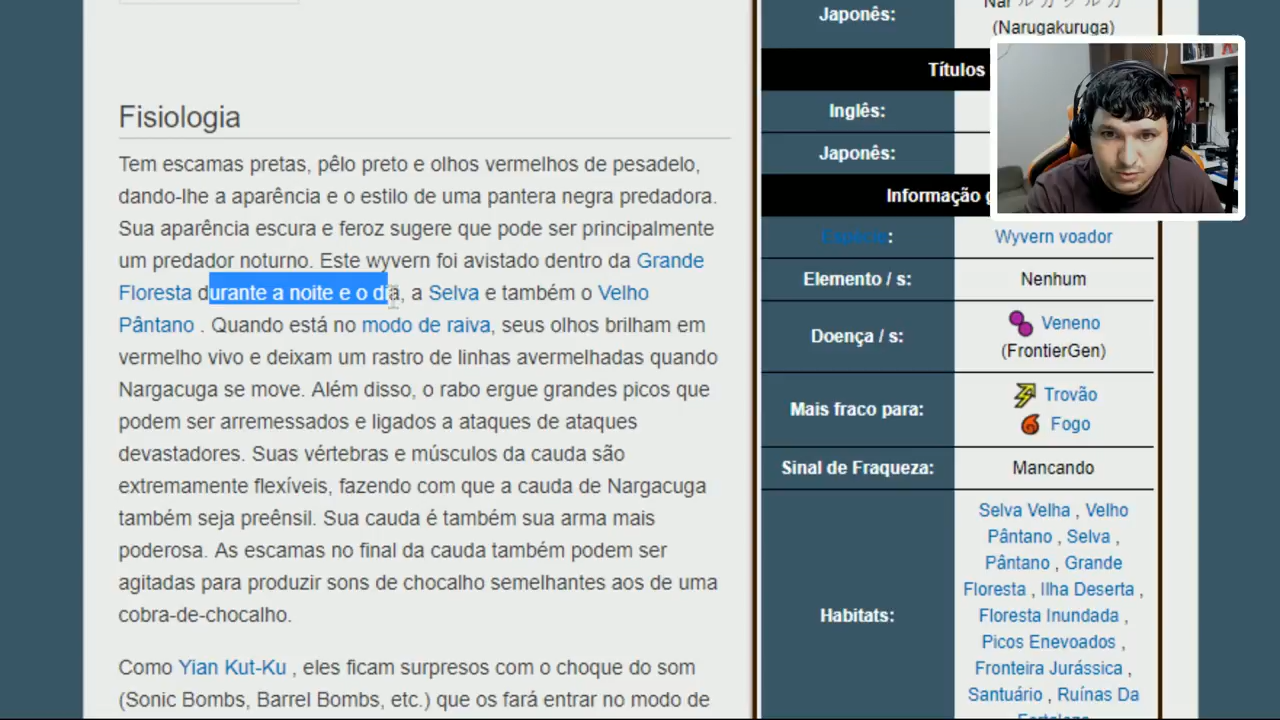 Fisiologia
Tem escamas pretas, pêlo preto e olhos vermelhos de pesadelo,
dando-lhe a aparência e o estilo de uma pantera negra predadora.
Sua aparência escura e feroz sugere que pode ser principalmente
um predador noturno. Este wyvern foi avistado dentro da Grande
Floresta durante a noite e o dia, a Selva e também o Velho
Pântano . Quando está no modo de raiva, seus olhos brilham em
vermelho vivo e deixam um rastro de linhas avermelhadas quando
Nargacuga se move. Além disso, o rabo ergue grandes picos que
podem ser arremessados e ligados a ataques de ataques
devastadores. Suas vértebras e músculos da cauda são
extremamente flexíveis, fazendo com que a cauda de Nargacuga
também seja preênsil. Sua cauda é também sua arma mais
poderosa. As escamas no final da cauda também podem ser
agitadas para produzir sons de chocalho semelhantes aos de uma
cobra-de-chocalho.
Como Yian Kut-Ku , eles ficam surpresos com o choque do som
(Sonic Bombs, Barrel Bombs, etc.) que os fará entrar no modo de
Japonês:
(Narugakuruga)
Títulos
Inglês:
Japonês:
Informação g
Espécie:
Wyvern voador
Elemento / s:
Nenhum
Doença / s:
Veneno
(FrontierGen)
Mais fraco para:
Trovão
Fogo
Sinal de Fraqueza:
Mancando
Habitats:
Selva Velha , Velho
Pântano , Selva ,
Pântano , Grande
Floresta , Ilha Deserta ,
Floresta Inundada ,
Picos Enevoados ,
Fronteira Jurássica ,
Santuário , Ruínas Da